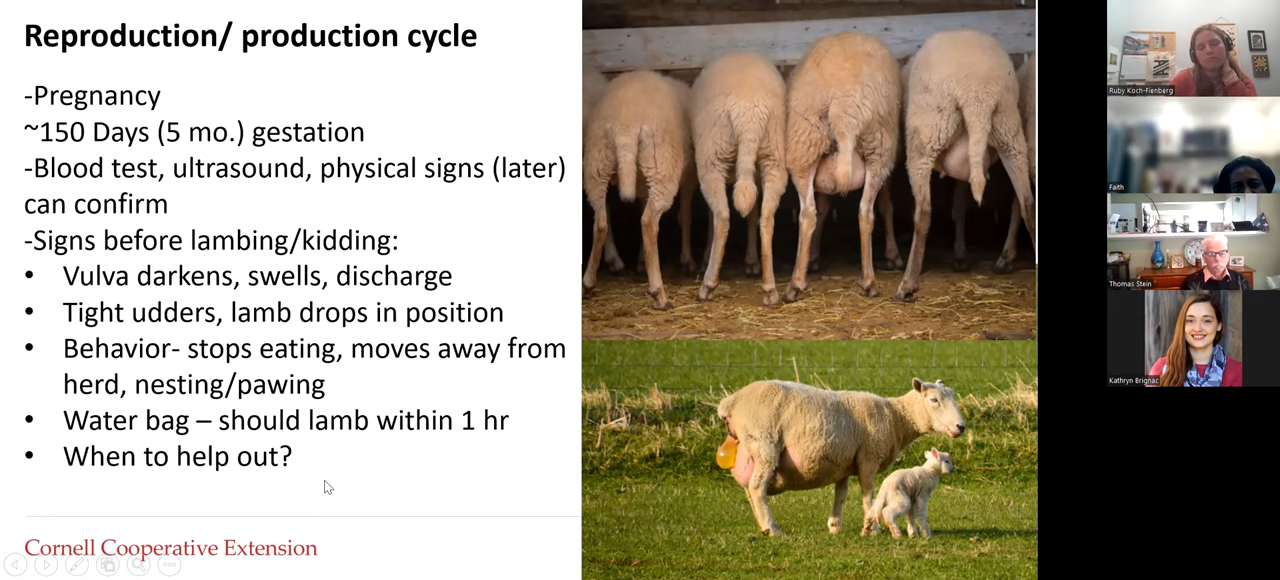 Reproduction/ production cycle
-Pregnancy
~150 Days (5 mo.) gestation
-Blood test, ultrasound, physical signs (later)
can confirm
-Signs before lambing/kidding:
• Vulva darkens, swells, discharge
• Tight udders, lamb drops in position
• Behavior- stops eating, moves away from
herd, nesting/pawing
• Water bag – should lamb within 1 hr
• When to help out?
Cornell Cooperative Extension
Ruby Koch-Fienberg
Faith
Thomas Stein
Kathryn Brignac